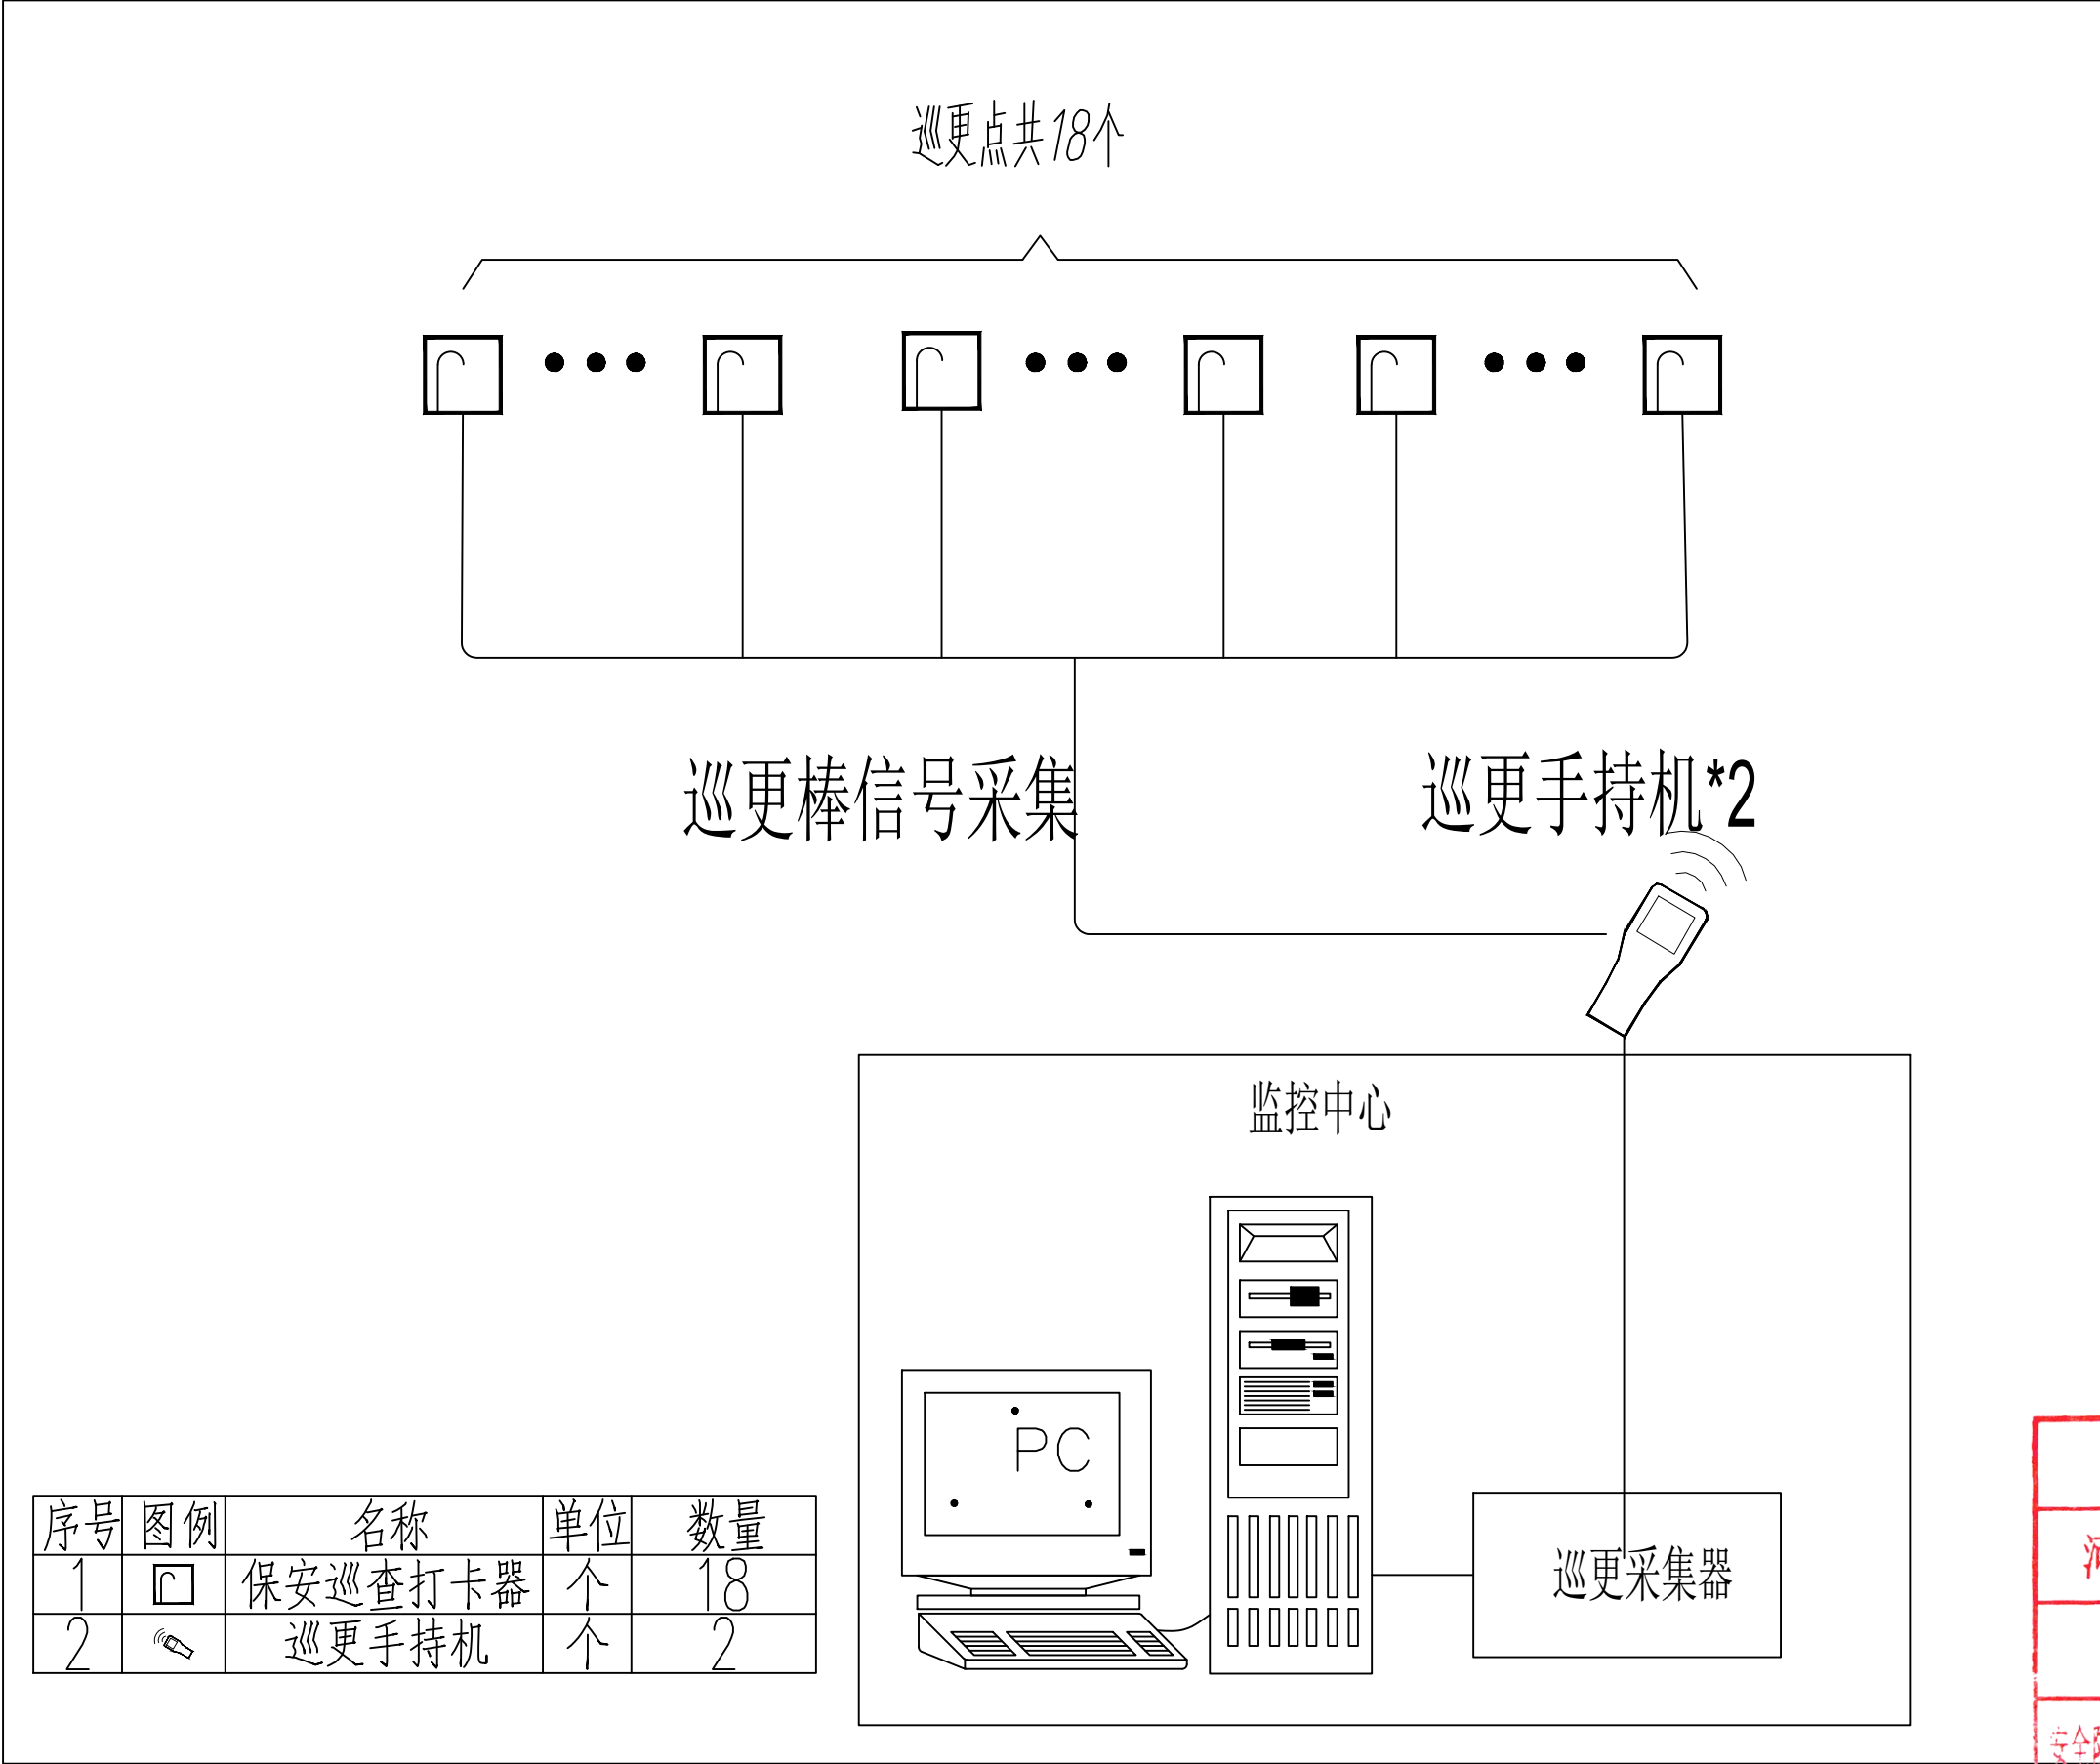 巡更点共18个
巡更棒信号采集
巡更手持机*2
监控中心
PC
巡更采集器
序号 图例 名称 单位 数量
1 保安巡查打卡器 个 18
2 巡更手持机 个 2
安全